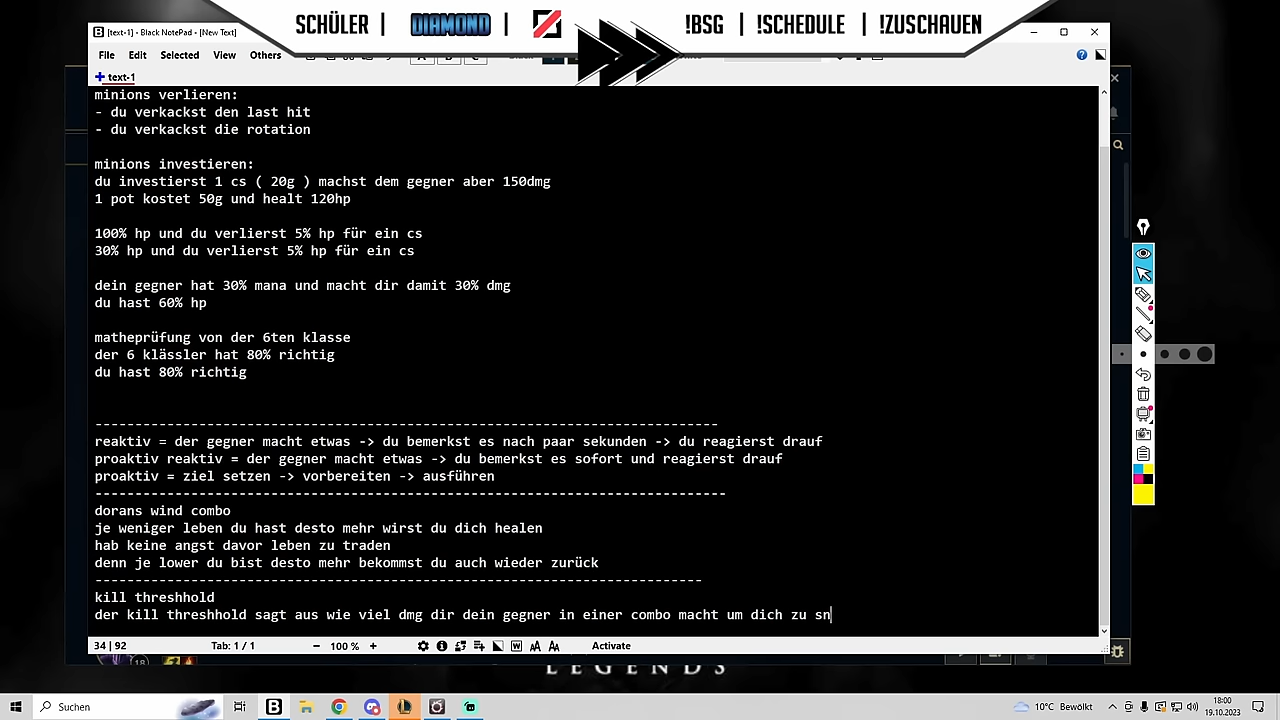 SCHÜLER | DIAMOND | !BSG | !SCHEDULE | !ZUSCHAUEN
[text-1] - Black NotePad - [New Text]
File Edit Selected View Others
text-1
minions verlieren:
- du verkackst den last hit
- du verkackst die rotation
minions investieren:
du investierst 1 cs ( 20g ) machst dem gegner aber 150dmg
1 pot kostet 50g und healt 120hp
100% hp und du verlierst 5% hp für ein cs
30% hp und du verlierst 5% hp für ein cs
dein gegner hat 30% mana und macht dir damit 30% dmg
du hast 60% hp
matheprüfung von der 6ten klasse
der 6 klässler hat 80% richtig
du hast 80% richtig
------------------------------------------------------------------------------
reaktiv = der gegner macht etwas -> du bemerkst es nach paar sekunden -> du reagierst drauf
proaktiv reaktiv = der gegner macht etwas -> du bemerkst es sofort und reagierst drauf
proaktiv = ziel setzen -> vorbereiten -> ausführen
-------------------------------------------------------------------------------
dorans wind combo
je weniger leben du hast desto mehr wirst du dich healen
hab keine angst davor leben zu traden
denn je lower du bist desto mehr bekommst du auch wieder zurück
----------------------------------------------------------------------------
kill threshhold
der kill threshhold sagt aus wie viel dmg dir dein gegner in einer combo macht um dich zu sn
34 | 92 Tab: 1 / 1 − 100 % + Activate
LEGENDS
Suchen
10°C Bewölkt
18:00
19.10.2023